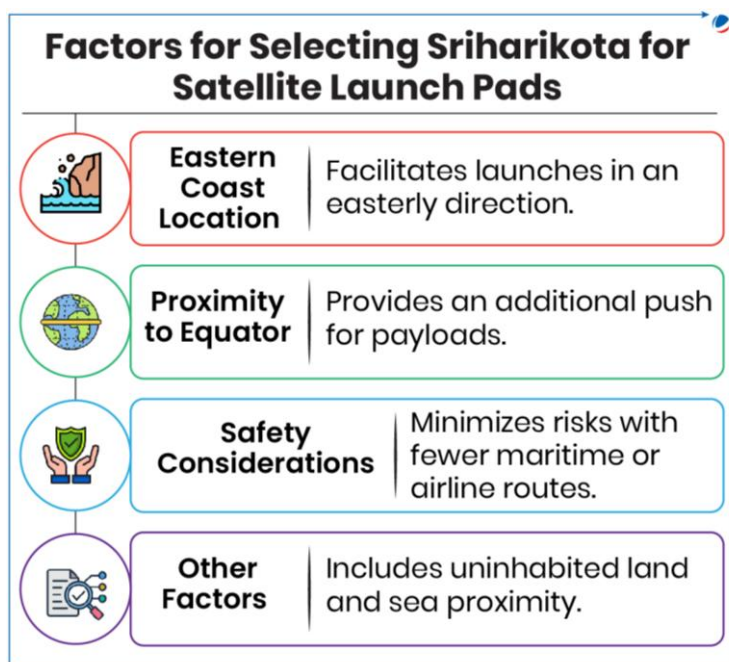 Factors for Selecting Sriharikota for
Satellite Launch Pads
Eastern
Coast
Location
Facilitates launches in an
easterly direction.
Proximity
to Equator
Provides an additional push
for payloads.
Safety
Considerations
Minimizes risks with
fewer maritime or
airline routes.
Other
Factors
Includes uninhabited land
and sea proximity.